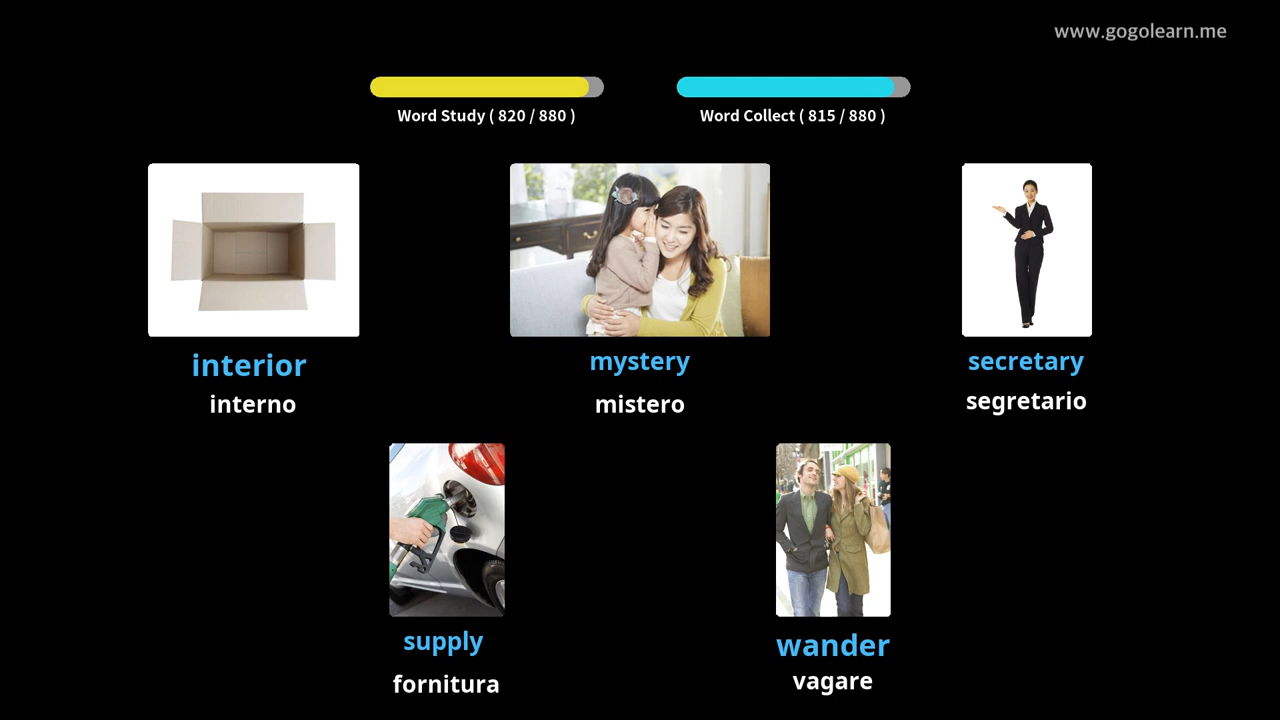 www.gogolearn.me
Word Study ( 820 / 880 )
Word Collect ( 815 / 880 )
interior
interno
mystery
mistero
secretary
segretario
supply
fornitura
wander
vagare